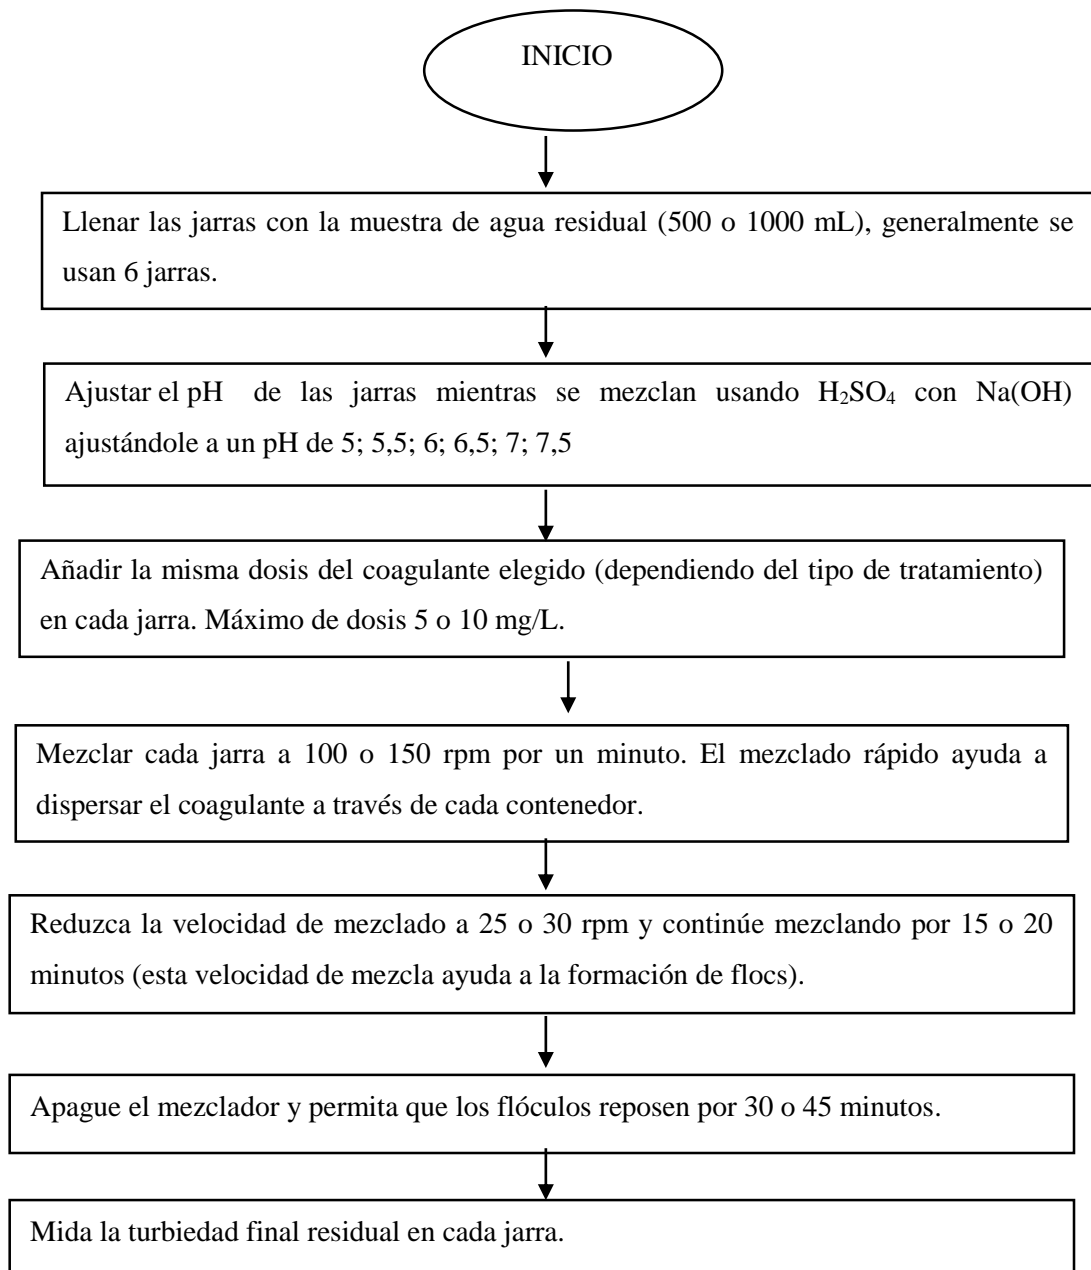 INICIO
Llenar las jarras con la muestra de agua residual (500 o 1000 mL), generalmente se
usan 6 jarras.
Ajustar el pH de las jarras mientras se mezclan usando H₂SO₄ con Na(OH)
ajustándole a un pH de 5; 5,5; 6; 6,5; 7; 7,5
Añadir la misma dosis del coagulante elegido (dependiendo del tipo de tratamiento)
en cada jarra. Máximo de dosis 5 o 10 mg/L.
Mezclar cada jarra a 100 o 150 rpm por un minuto. El mezclado rápido ayuda a
dispersar el coagulante a través de cada contenedor.
Reduzca la velocidad de mezclado a 25 o 30 rpm y continúe mezclando por 15 o 20
minutos (esta velocidad de mezcla ayuda a la formación de flocs).
Apague el mezclador y permita que los flóculos reposen por 30 o 45 minutos.
Mida la turbiedad final residual en cada jarra.